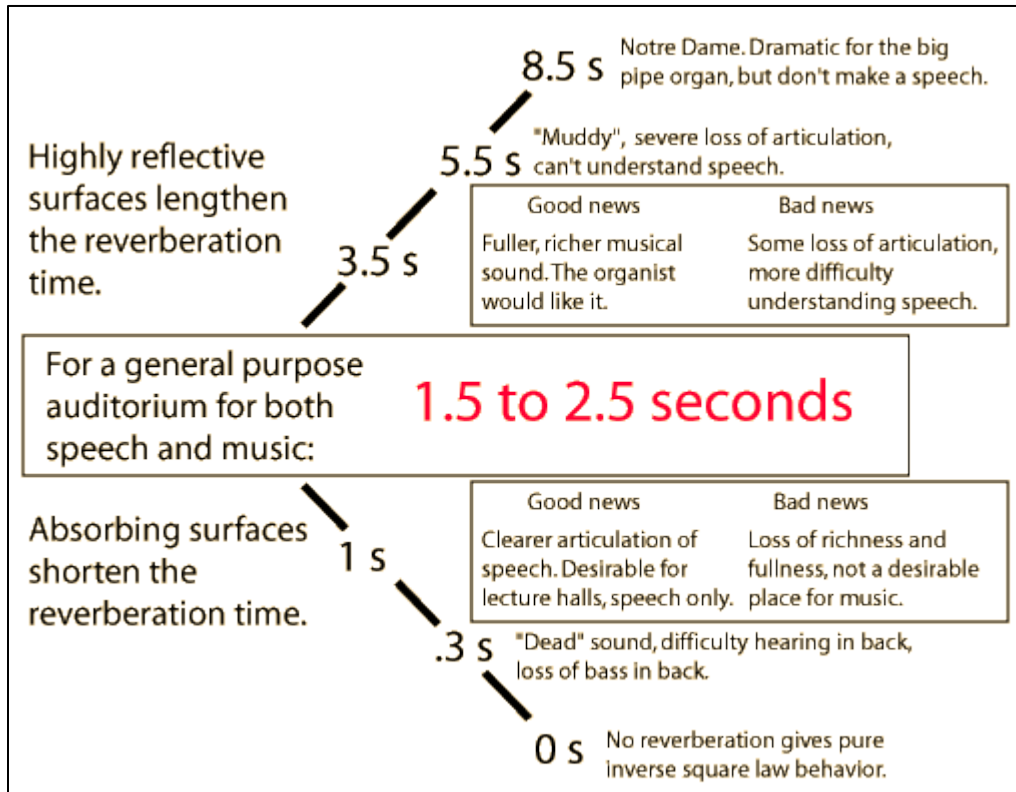 8.5 s
Notre Dame. Dramatic for the big
pipe organ, but don't make a speech.
Highly reflective
surfaces lengthen
the reverberation
time.
5.5 s
"Muddy", severe loss of articulation,
can't understand speech.
3.5 s
Good news
Fuller, richer musical
sound. The organist
would like it.
Bad news
Some loss of articulation,
more difficulty
understanding speech.
For a general purpose
auditorium for both
speech and music:
1.5 to 2.5 seconds
Absorbing surfaces
shorten the
reverberation time.
1 s
Good news
Clearer articulation of
speech. Desirable for
lecture halls, speech only.
Bad news
Loss of richness and
fullness, not a desirable
place for music.
.3 s
"Dead" sound, difficulty hearing in back,
loss of bass in back.
0 s
No reverberation gives pure
inverse square law behavior.